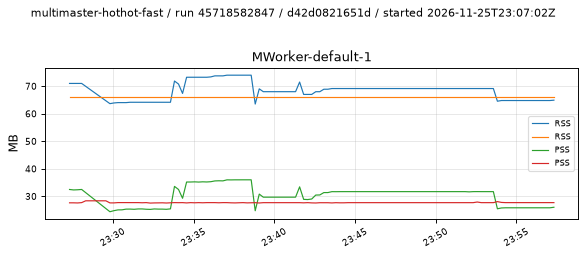 multimaster-hothot-fast / run 45718582847 / d42d0821651d / started 2026-11-25T23:07:02Z
MWorker-default-1
MB
70
60
50
40
30
RSS
RSS
PSS
PSS
23:30
23:35
23:40
23:45
23:50
23:55